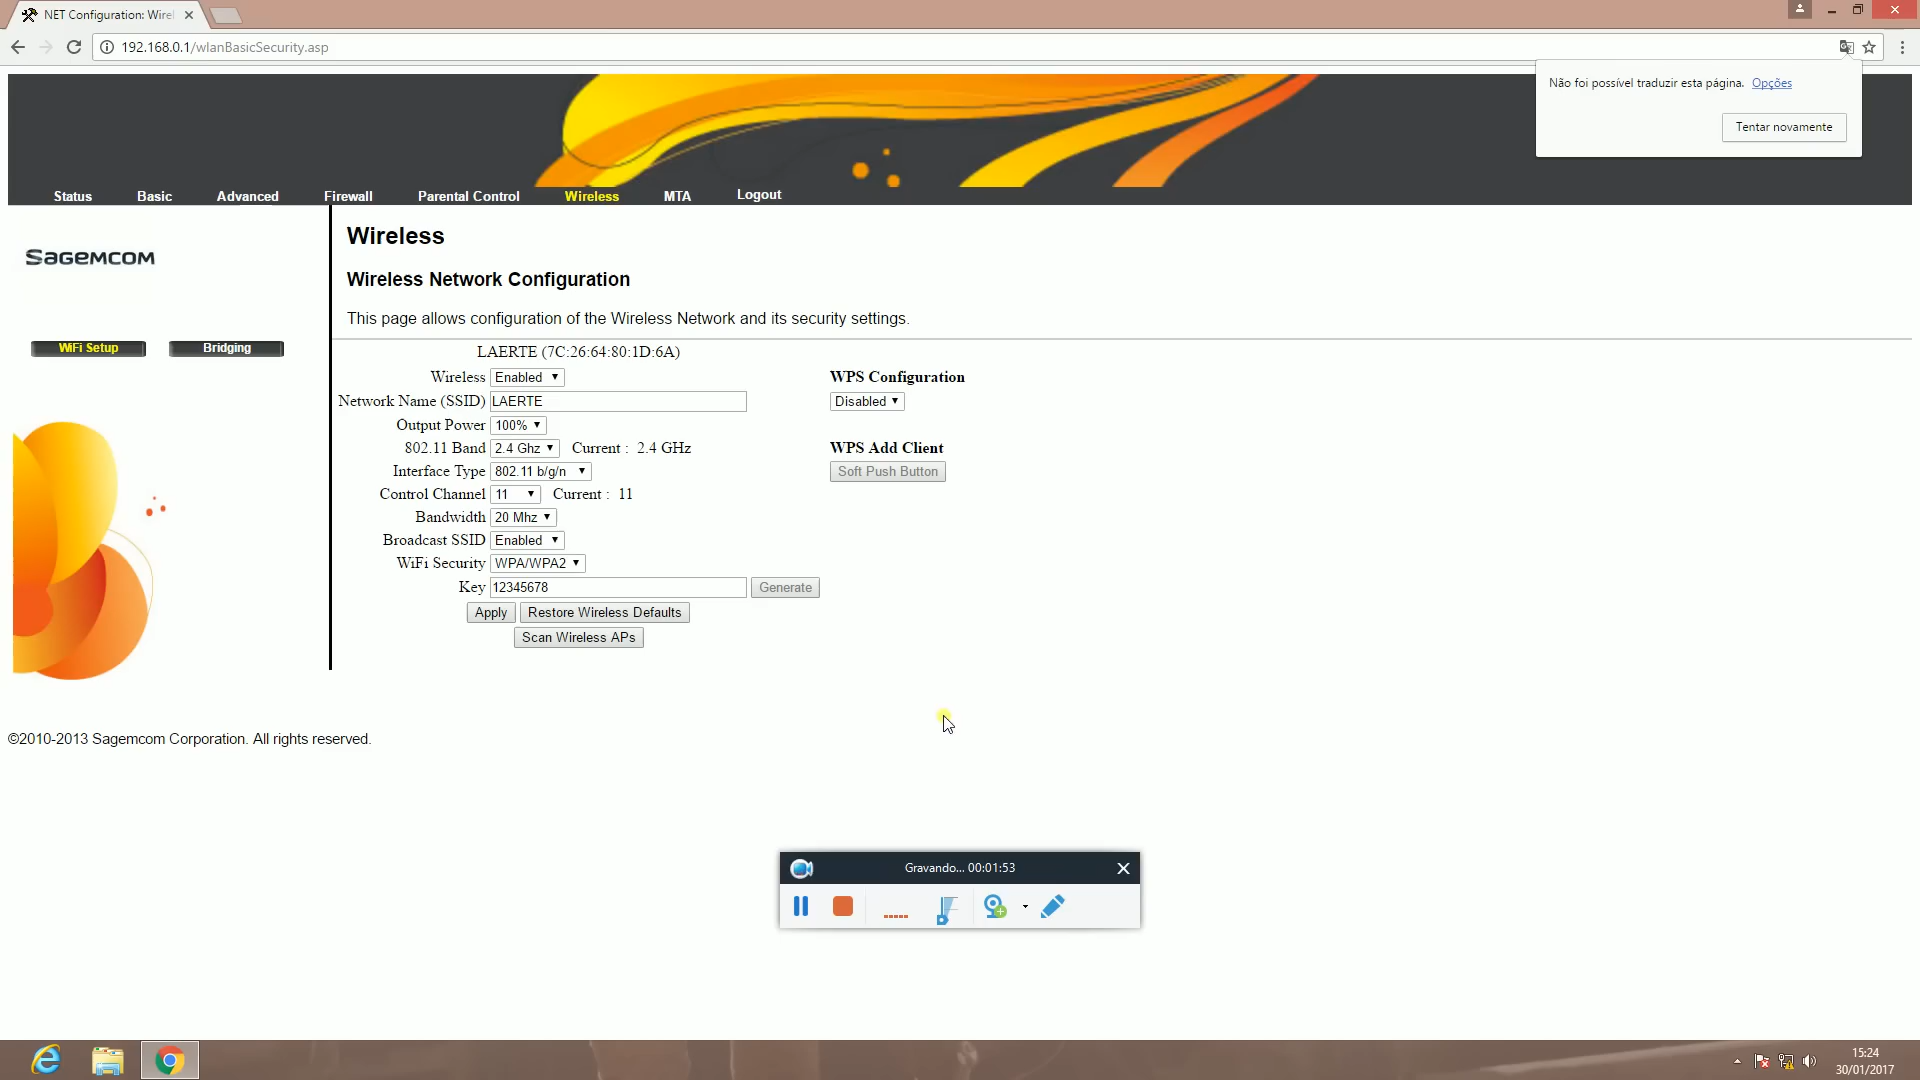 NET Configuration: Wirel
192.168.0.1/wlanBasicSecurity.asp
Não foi possível traduzir esta página. Opções
Tentar novamente
Status Basic Advanced Firewall Parental Control Wireless MTA Logout
Sagemcom
WiFi Setup Bridging
Wireless
Wireless Network Configuration
This page allows configuration of the Wireless Network and its security settings.
LAERTE (7C:26:64:80:1D:6A)
Wireless Enabled
Network Name (SSID) LAERTE
Output Power 100%
802.11 Band 2.4 Ghz Current : 2.4 GHz
Interface Type 802.11 b/g/n
Control Channel 11 Current : 11
Bandwidth 20 Mhz
Broadcast SSID Enabled
WiFi Security WPA/WPA2
Key 12345678 Generate
Apply Restore Wireless Defaults
Scan Wireless APs
WPS Configuration
Disabled
WPS Add Client
Soft Push Button
©2010-2013 Sagemcom Corporation. All rights reserved.
Gravando... 00:01:53
15:24
30/01/2017